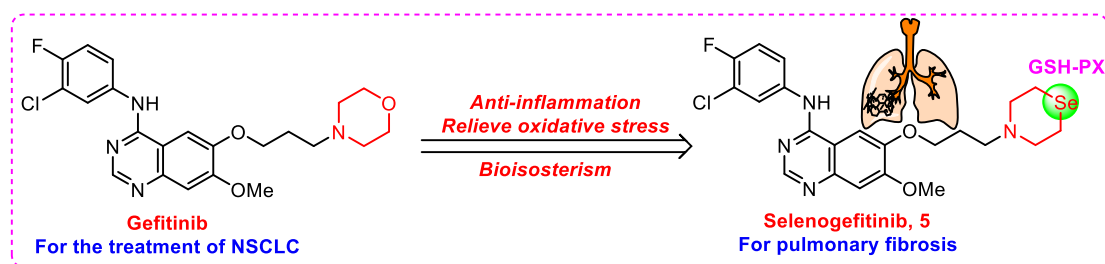 F
Cl
NH
N
N
O
OMe
N
O
Gefitinib
For the treatment of NSCLC
Anti-inflammation
Relieve oxidative stress
Bioisosterism
F
Cl
NH
N
N
O
OMe
N
Se
GSH-PX
Selenogefitinib, 5
For pulmonary fibrosis